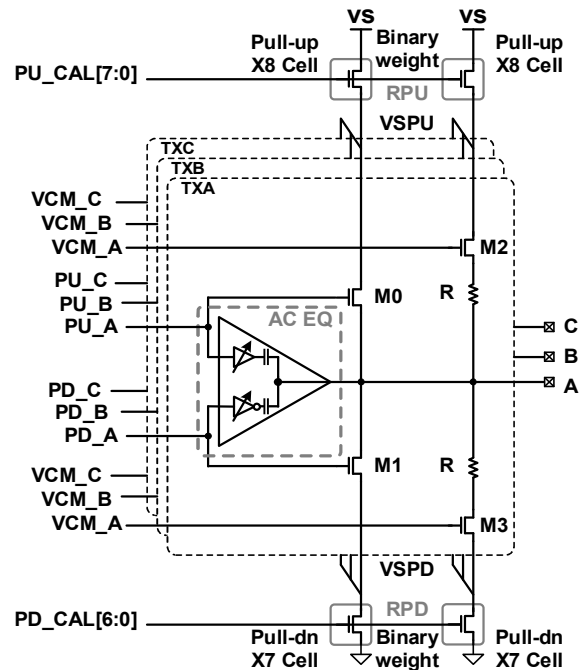 VS
VS
Pull-up
X8 Cell
Binary
weight
Pull-up
X8 Cell
PU_CAL[7:0]
RPU
VSPU
TXC
TXB
TXA
VCM_C
VCM_B
VCM_A
M2
PU_C
PU_B
PU_A
M0
R
AC EQ
C
B
A
PD_C
PD_B
PD_A
M1
R
VCM_C
VCM_B
VCM_A
M3
VSPD
PD_CAL[6:0]
RPD
Pull-dn
X7 Cell
Binary
weight
Pull-dn
X7 Cell